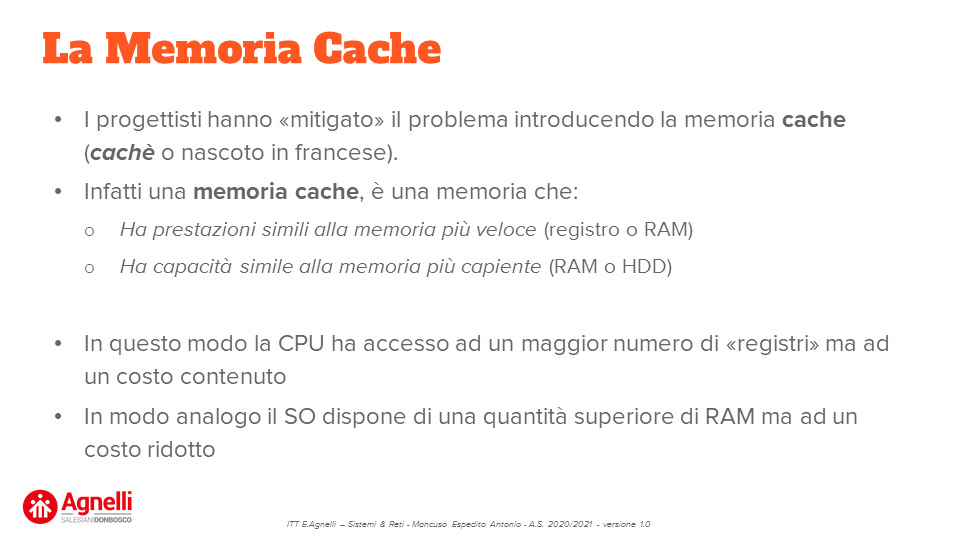 La Memoria Cache
• I progettisti hanno «mitigato» il problema introducendo la memoria cache
(cachè o nascoto in francese).
• Infatti una memoria cache, è una memoria che:
o Ha prestazioni simili alla memoria più veloce (registro o RAM)
o Ha capacità simile alla memoria più capiente (RAM o HDD)
• In questo modo la CPU ha accesso ad un maggior numero di «registri» ma ad
un costo contenuto
• In modo analogo il SO dispone di una quantità superiore di RAM ma ad un
costo ridotto
Agnelli
SALESIANI DONBOSCO
ITT E.Agnelli – Sistemi & Reti - Mancuso Espedito Antonio - A.S. 2020/2021 - versione 1.0